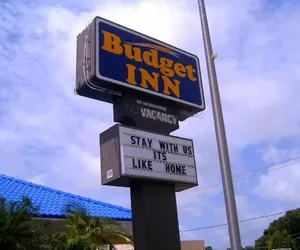 Budget
INN
VACANCY
STAY WITH US
ITS
LIKE HOME